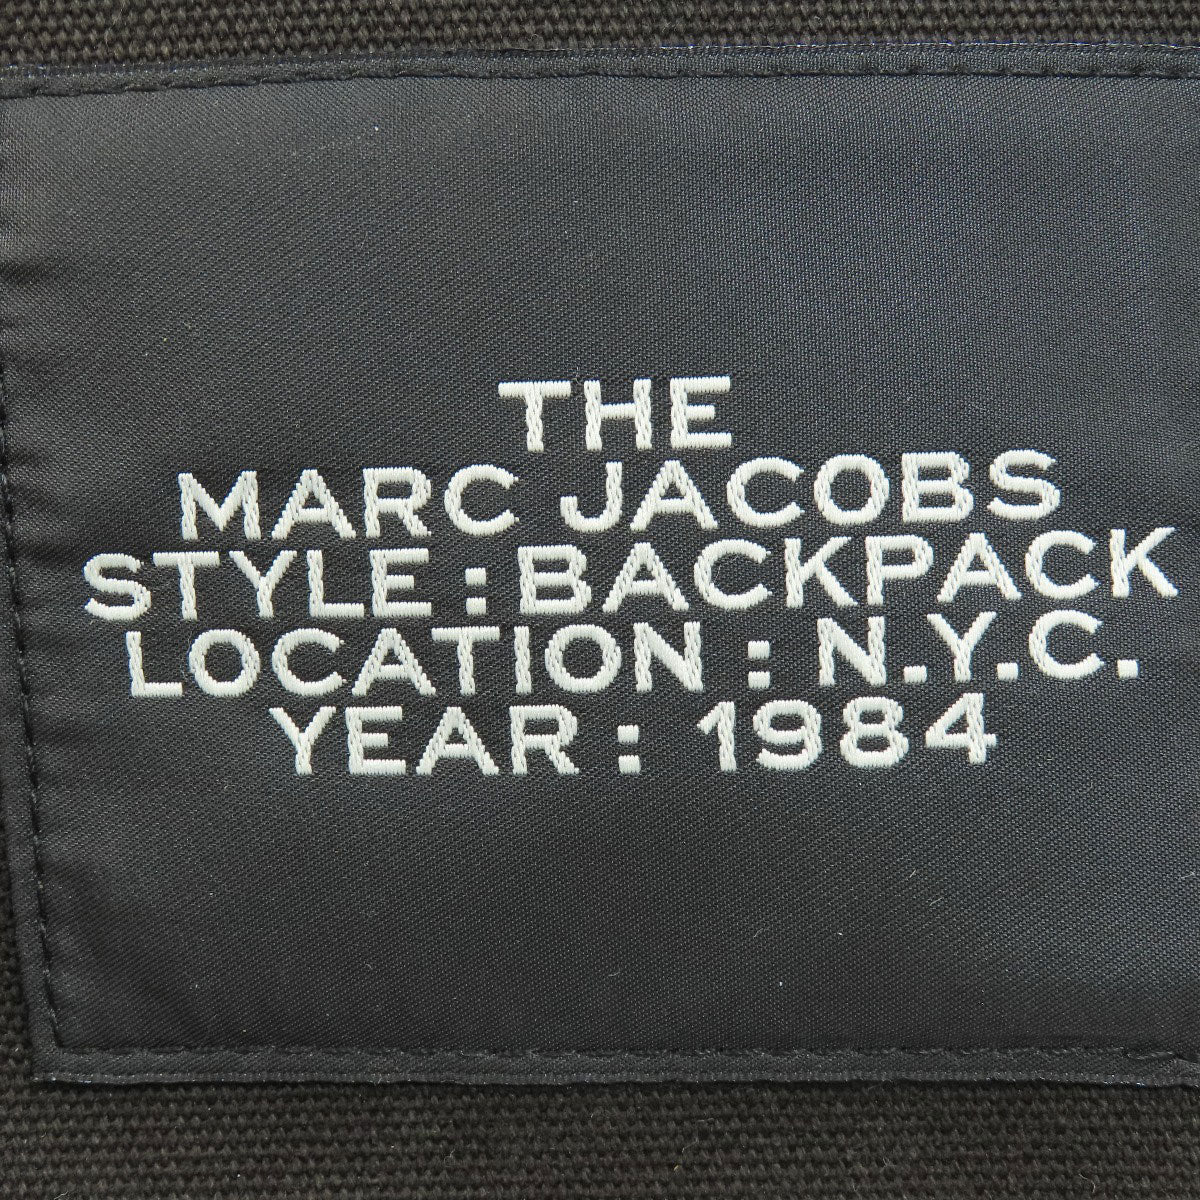 THE
MARC JACOBS
STYLE : BACKPACK
LOCATION : N.Y.C.
YEAR : 1984